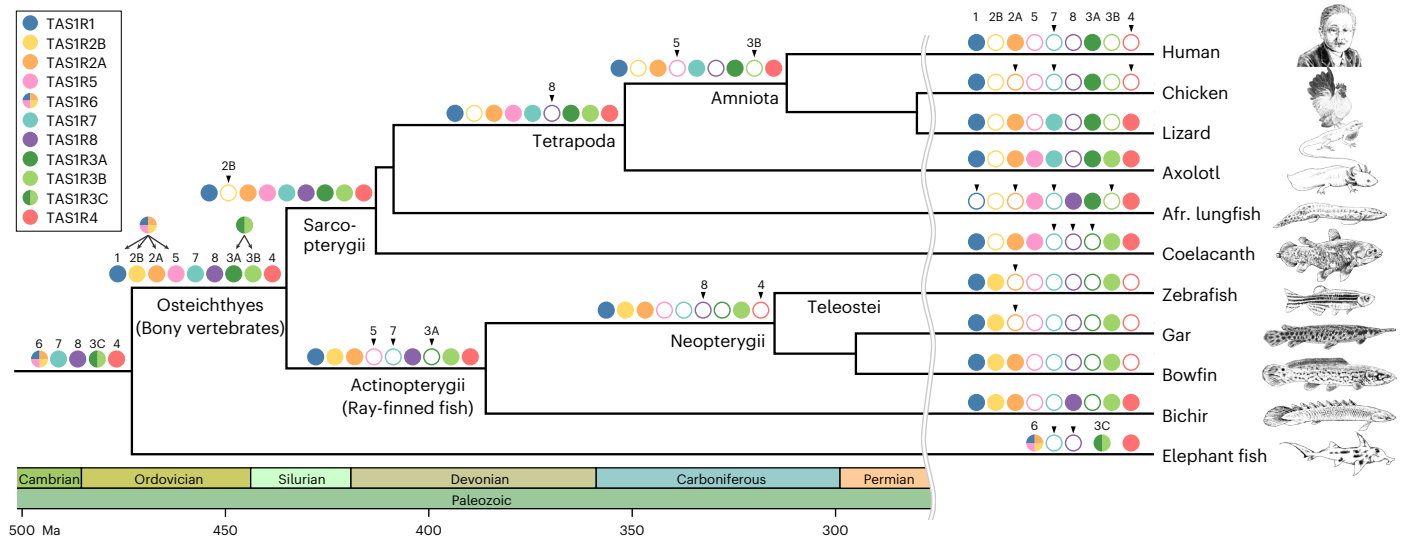 TAS1R1
TAS1R2B
TAS1R2A
TAS1R5
TAS1R6
TAS1R7
TAS1R8
TAS1R3A
TAS1R3B
TAS1R3C
TAS1R4
1 2B 2A 5 7 8 3A 3B 4
Human
Chicken
Lizard
Axolotl
Afr. lungfish
Coelacanth
Zebrafish
Gar
Bowfin
Bichir
6 3C
Elephant fish
5 3B
Amniota
8
Tetrapoda
2B
Sarco-
pterygii
1 2B 2A 5 7 8 3A 3B 4
Osteichthyes
(Bony vertebrates)
8 4
Teleostei
Neopterygii
5 7 3A
Actinopterygii
(Ray-finned fish)
6 7 8 3C 4
Cambrian Ordovician Silurian Devonian Carboniferous Permian
Paleozoic
500 Ma 450 400 350 300